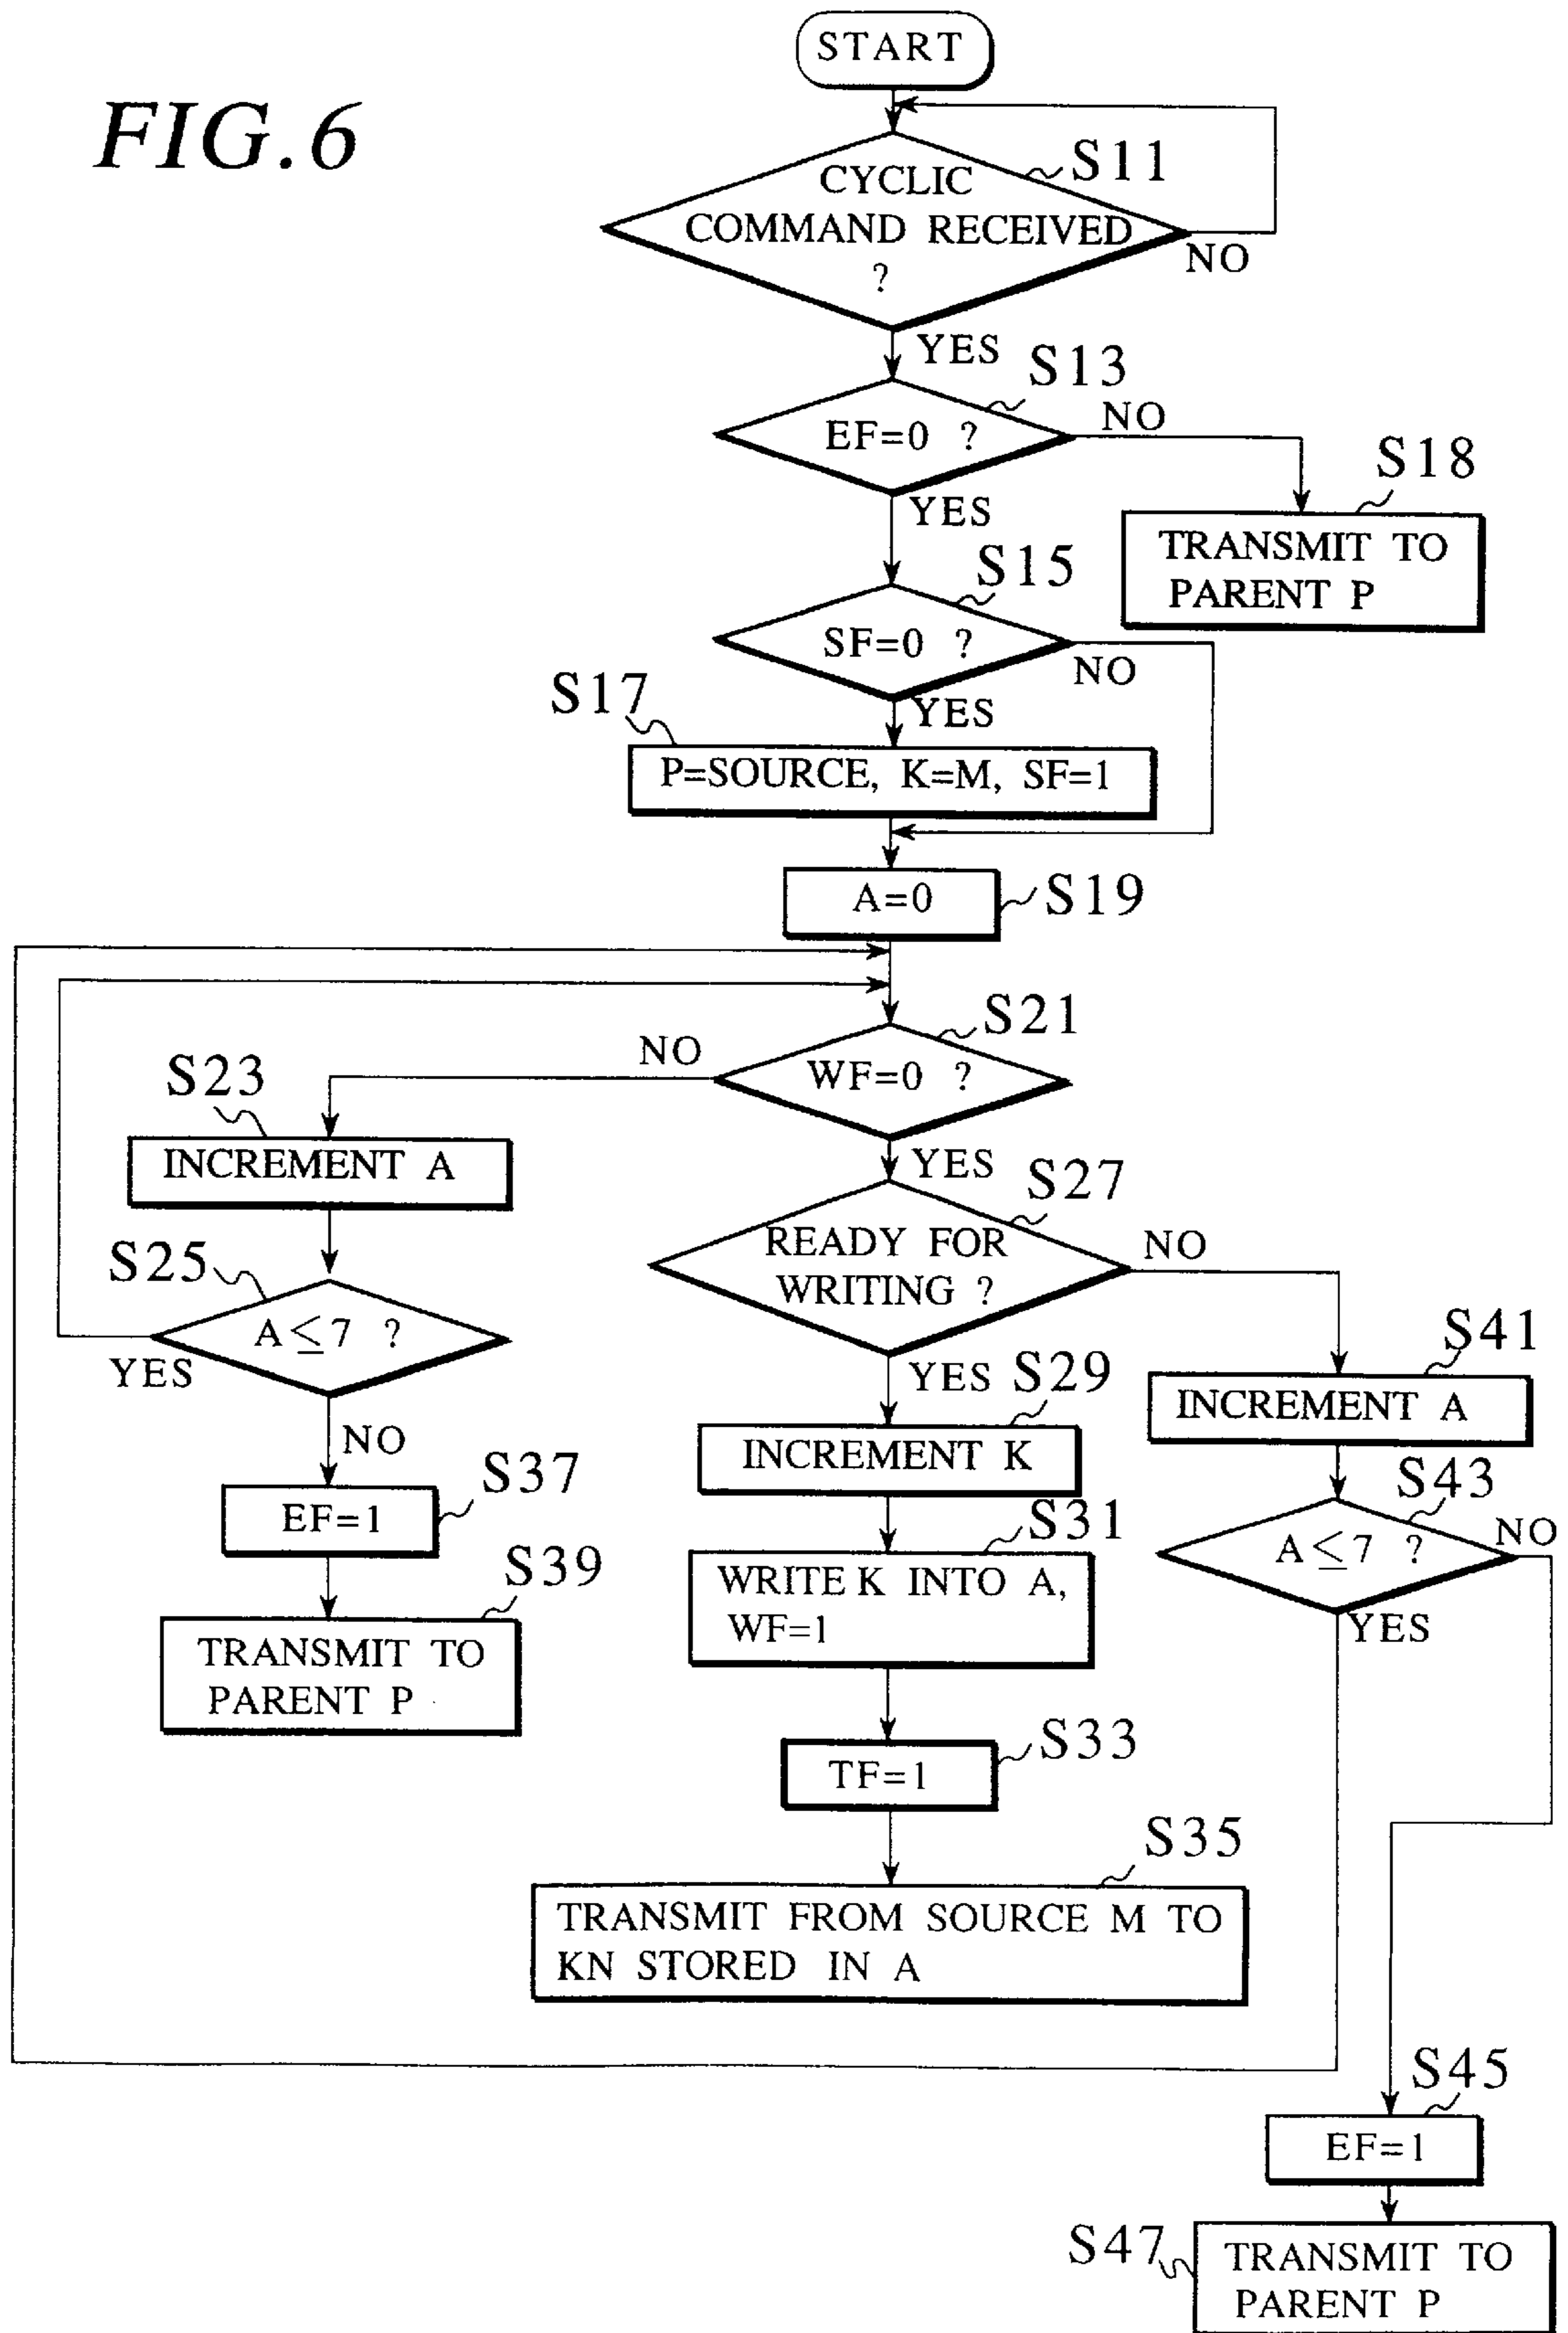 START
FIG.6
S11
CYCLIC
COMMAND RECEIVED
?
NO
YES
S13
EF=0 ?
NO
S18
YES
TRANSMIT TO
PARENT P
S15
SF=0 ?
NO
S17
YES
P=SOURCE, K=M, SF=1
A=0
S19
S21
NO
WF=0 ?
S23
YES
INCREMENT A
S27
READY FOR
WRITING ?
NO
S25
A≤7 ?
YES
S41
YES
S29
INCREMENT A
NO
INCREMENT K
S37
S43
EF=1
S31
A≤7 ?
NO
S39
WRITE K INTO A,
WF=1
YES
TRANSMIT TO
PARENT P
S33
TF=1
S35
TRANSMIT FROM SOURCE M TO
KN STORED IN A
S45
EF=1
S47
TRANSMIT TO
PARENT P